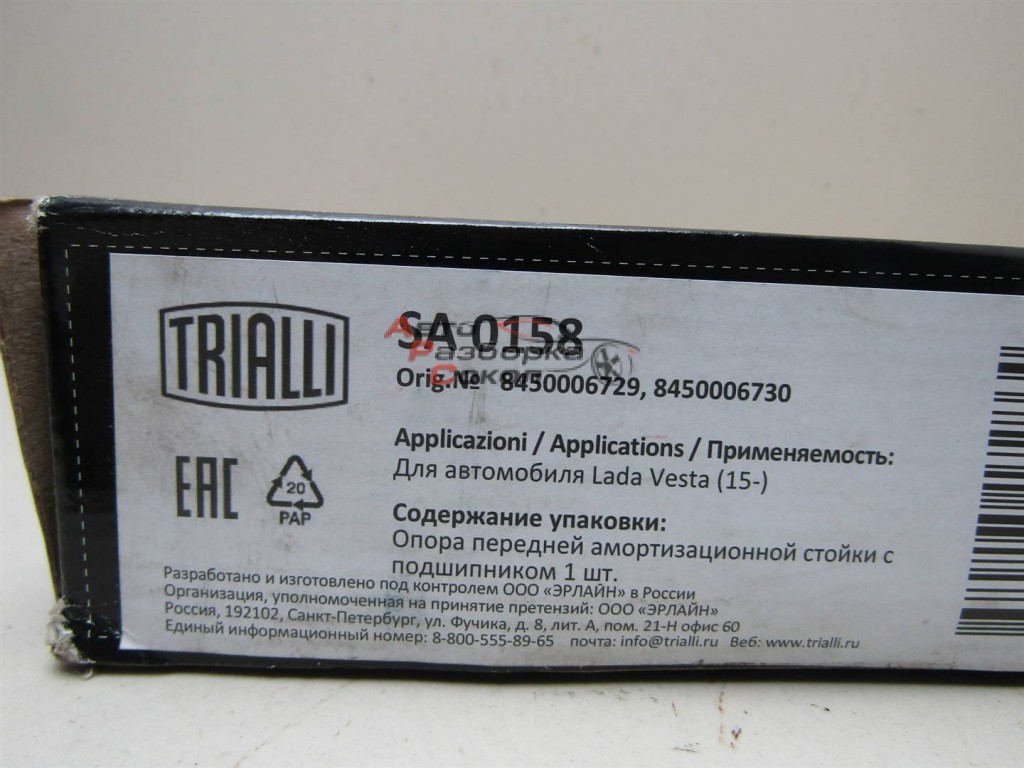 TRIALLI
SA 0158
Авто
Разборка
Сокол
Orig.№ 8450006729, 8450006730
Applicazioni / Applications / Применяемость:
Для автомобиля Lada Vesta (15-)
EAC
20
PAP
Содержание упаковки:
Опора передней амортизационной стойки с
подшипником 1 шт.
Разработано и изготовлено под контролем ООО «ЭРЛАЙН» в России
Организация, уполномоченная на принятие претензий: ООО «ЭРЛАЙН»
Россия, 192102, Санкт-Петербург, ул. Фучика, д. 8, лит. А, пом. 21-Н офис 60
Единый информационный номер: 8-800-555-89-65 почта: info@trialli.ru Веб: www.trialli.ru